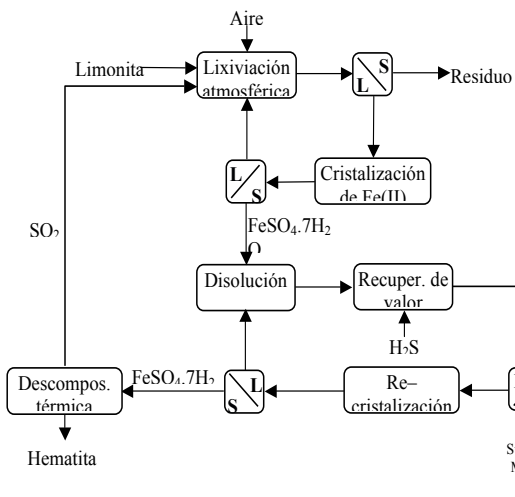 Aire
Limonita
Lixiviación
atmosférica
S
L
Residuo
L
S
Cristalización
de Fe(II)
FeSO₄.7H₂
O
SO₂
Disolución
Recuper. de
valor
H₂S
Descompos.
térmica
FeSO₄.7H₂
L
S
Re–
cristalización
Hematita
S
M